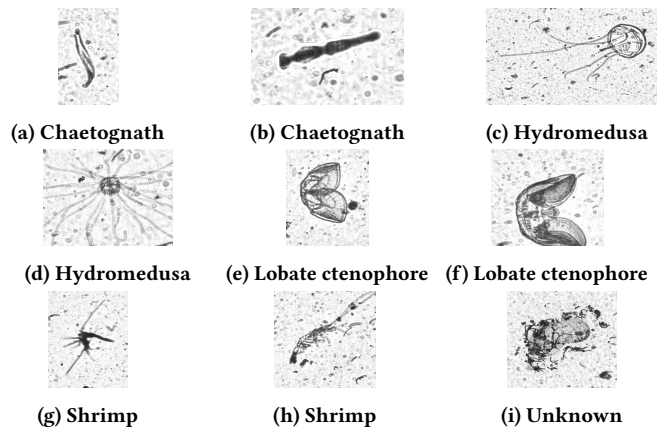 (a) Chaetognath
(b) Chaetognath
(c) Hydromedusa
(d) Hydromedusa
(e) Lobate ctenophore
(f) Lobate ctenophore
(g) Shrimp
(h) Shrimp
(i) Unknown